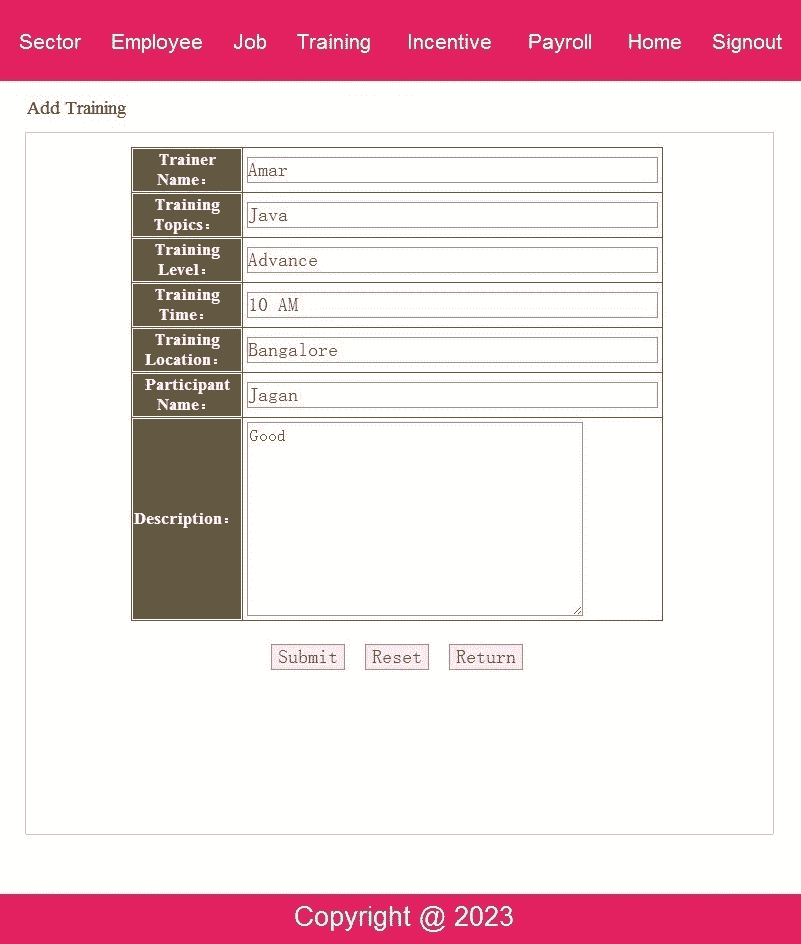 Sector Employee Job Training Incentive Payroll Home Signout
Add Training
Trainer
Name：
Amar
Training
Topics：
Java
Training
Level：
Advance
Training
Time：
10 AM
Training
Location：
Bangalore
Participant
Name：
Jagan
Description：
Good
Submit Reset Return
Copyright @ 2023